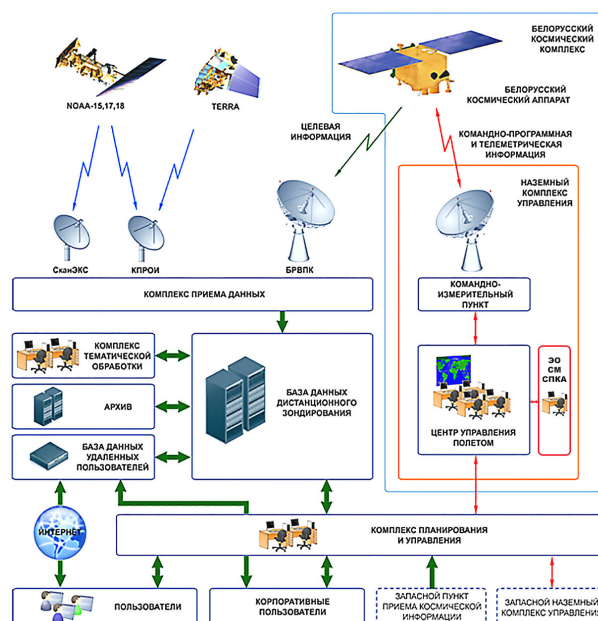 БЕЛОРУССКИЙ
КОСМИЧЕСКИЙ
КОМПЛЕКС
NOAA-15,17,18
TERRA
БЕЛОРУССКИЙ
КОСМИЧЕСКИЙ АППАРАТ
ЦЕЛЕВАЯ
ИНФОРМАЦИЯ
КОМАНДНО-ПРОГРАММНАЯ
И ТЕЛЕМЕТРИЧЕСКАЯ
ИНФОРМАЦИЯ
НАЗЕМНЫЙ
КОМПЛЕКС
УПРАВЛЕНИЯ
СканЭКС
КПРОИ
БРВПК
КОМПЛЕКС ПРИЕМА ДАННЫХ
КОМАНДНО-
ИЗМЕРИТЕЛЬНЫЙ
ПУНКТ
КОМПЛЕКС
ТЕМАТИЧЕСКОЙ
ОБРАБОТКИ
АРХИВ
БАЗА ДАННЫХ
УДАЛЕННЫХ
ПОЛЬЗОВАТЕЛЕЙ
БАЗА ДАННЫХ
ДИСТАНЦИОННОГО
ЗОНДИРОВАНИЯ
ЦЕНТР УПРАВЛЕНИЯ
ПОЛЕТОМ
ЭО
СМ
СПКА
ИНТЕРНЕТ
КОМПЛЕКС ПЛАНИРОВАНИЯ
И УПРАВЛЕНИЯ
ПОЛЬЗОВАТЕЛИ
КОРПОРАТИВНЫЕ
ПОЛЬЗОВАТЕЛИ
ЗАПАСНОЙ ПУНКТ
ПРИЕМА КОСМИЧЕСКОЙ
ИНФОРМАЦИИ
ЗАПАСНОЙ НАЗЕМНЫЙ
КОМПЛЕКС УПРАВЛЕНИЯ